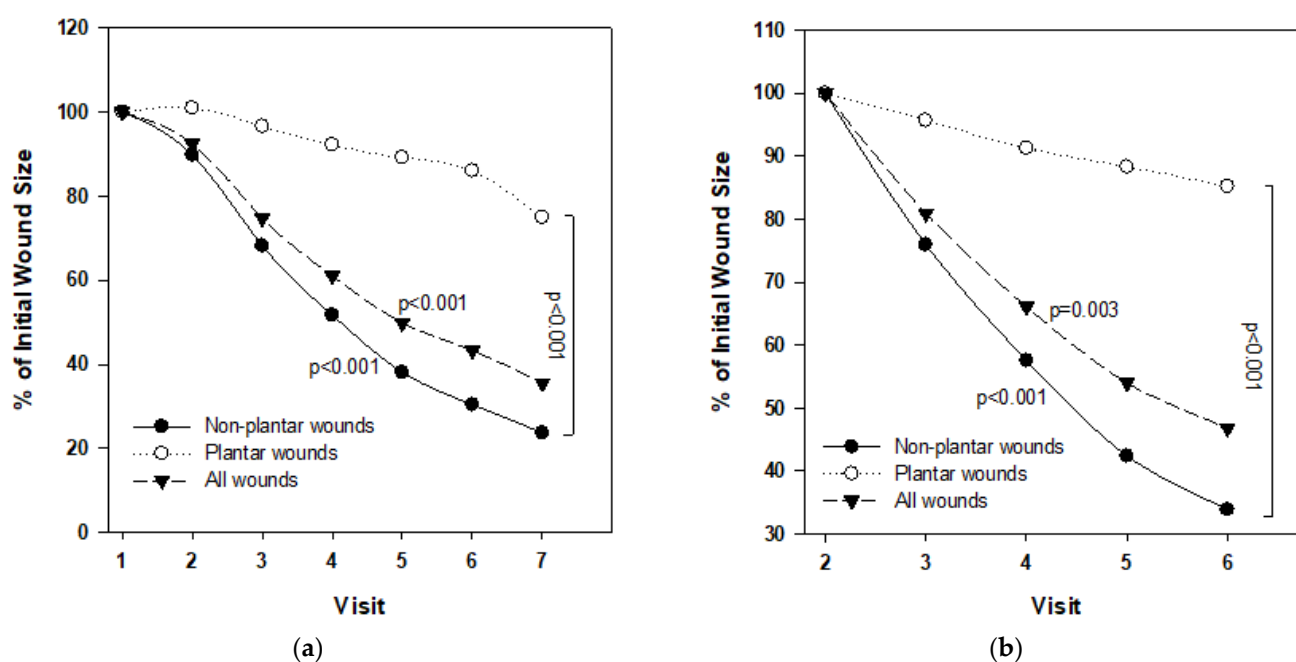 120
100
80
60
40
20
0
% of Initial Wound Size
p<0.001
p<0.001
p<0.001
Non-plantar wounds
Plantar wounds
All wounds
1 2 3 4 5 6 7
Visit
(a)
110
100
90
80
70
60
50
40
30
% of Initial Wound Size
p=0.003
p<0.001
p<0.001
Non-plantar wounds
Plantar wounds
All wounds
2 3 4 5 6
Visit
(b)